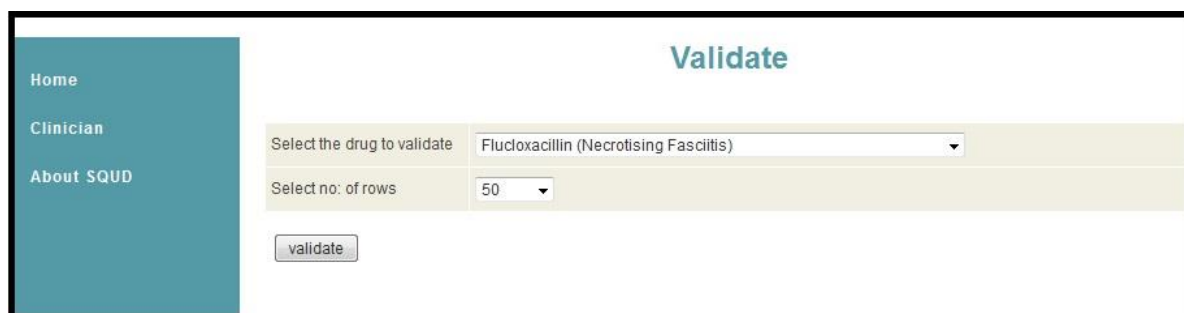 Validate
Home
Clinician
About SQUD
Select the drug to validate Flucloxacillin (Necrotising Fasciitis)
Select no: of rows 50
validate